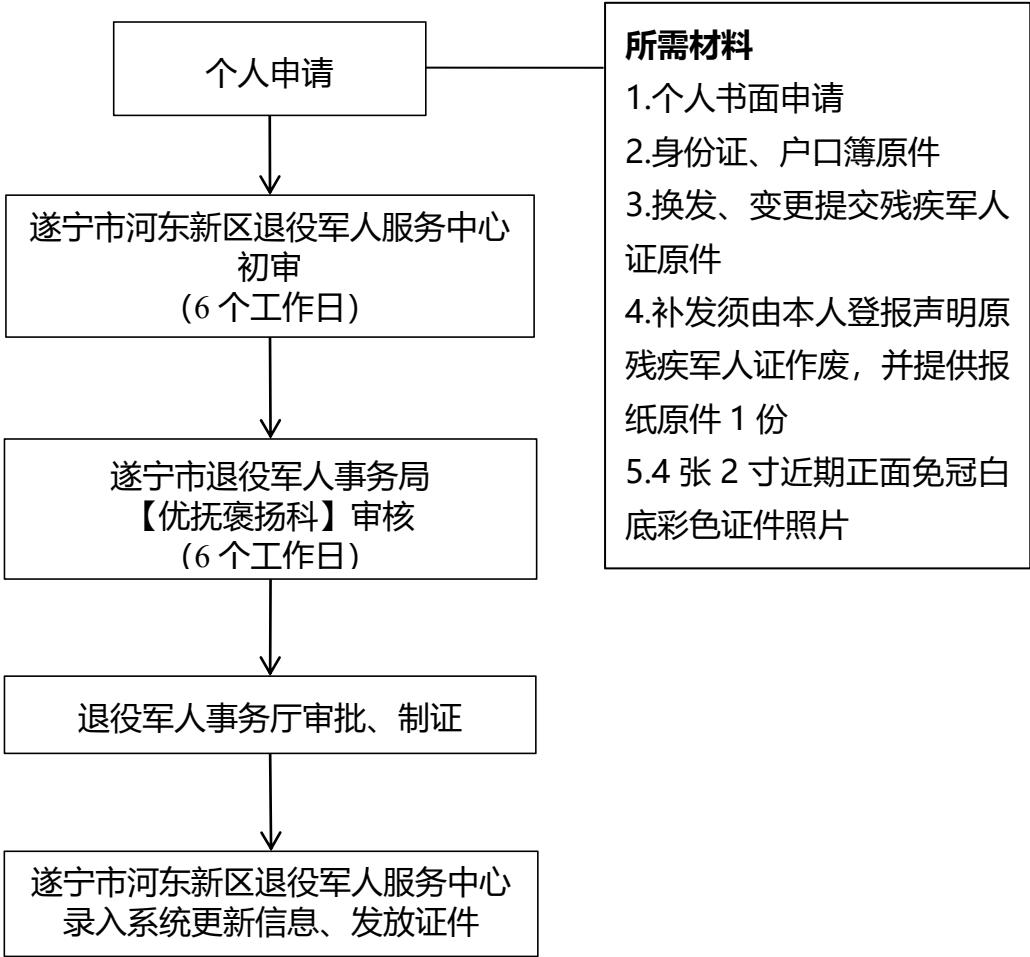 个人申请
所需材料
1.个人书面申请
2.身份证、户口簿原件
3.换发、变更提交残疾军人
证原件
4.补发须由本人登报声明原
残疾军人证作废，并提供报
纸原件 1 份
5.4 张 2 寸近期正面免冠白
底彩色证件照片
遂宁市河东新区退役军人服务中心
初审
（6 个工作日）
遂宁市退役军人事务局
【优抚褒扬科】审核
（6 个工作日）
退役军人事务厅审批、制证
遂宁市河东新区退役军人服务中心
录入系统更新信息、发放证件